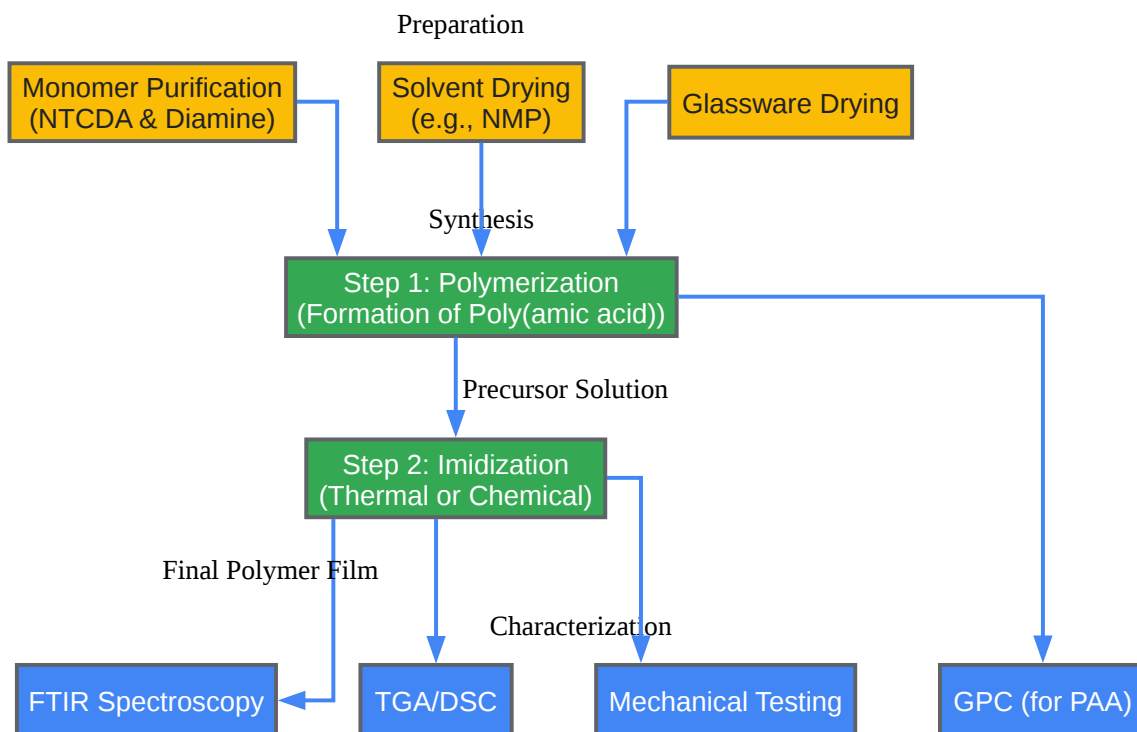 Preparation
Monomer Purification
(NTCDA & Diamine)
Solvent Drying
(e.g., NMP)
Glassware Drying
Synthesis
Step 1: Polymerization
(Formation of Poly(amic acid))
Precursor Solution
Step 2: Imidization
(Thermal or Chemical)
Final Polymer Film
Characterization
FTIR Spectroscopy
TGA/DSC
Mechanical Testing
GPC (for PAA)